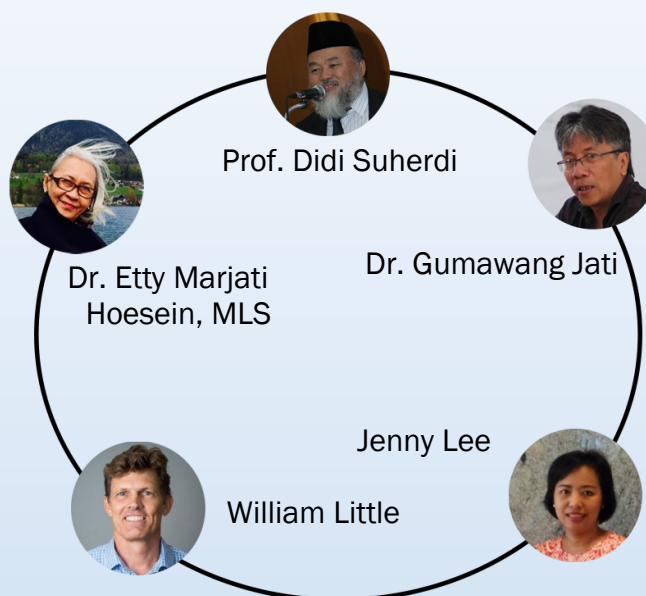 Prof. Didi Suherdi
Dr. Gumawang Jati
Dr. Etty Marjati
Hoesein, MLS
Jenny Lee
William Little